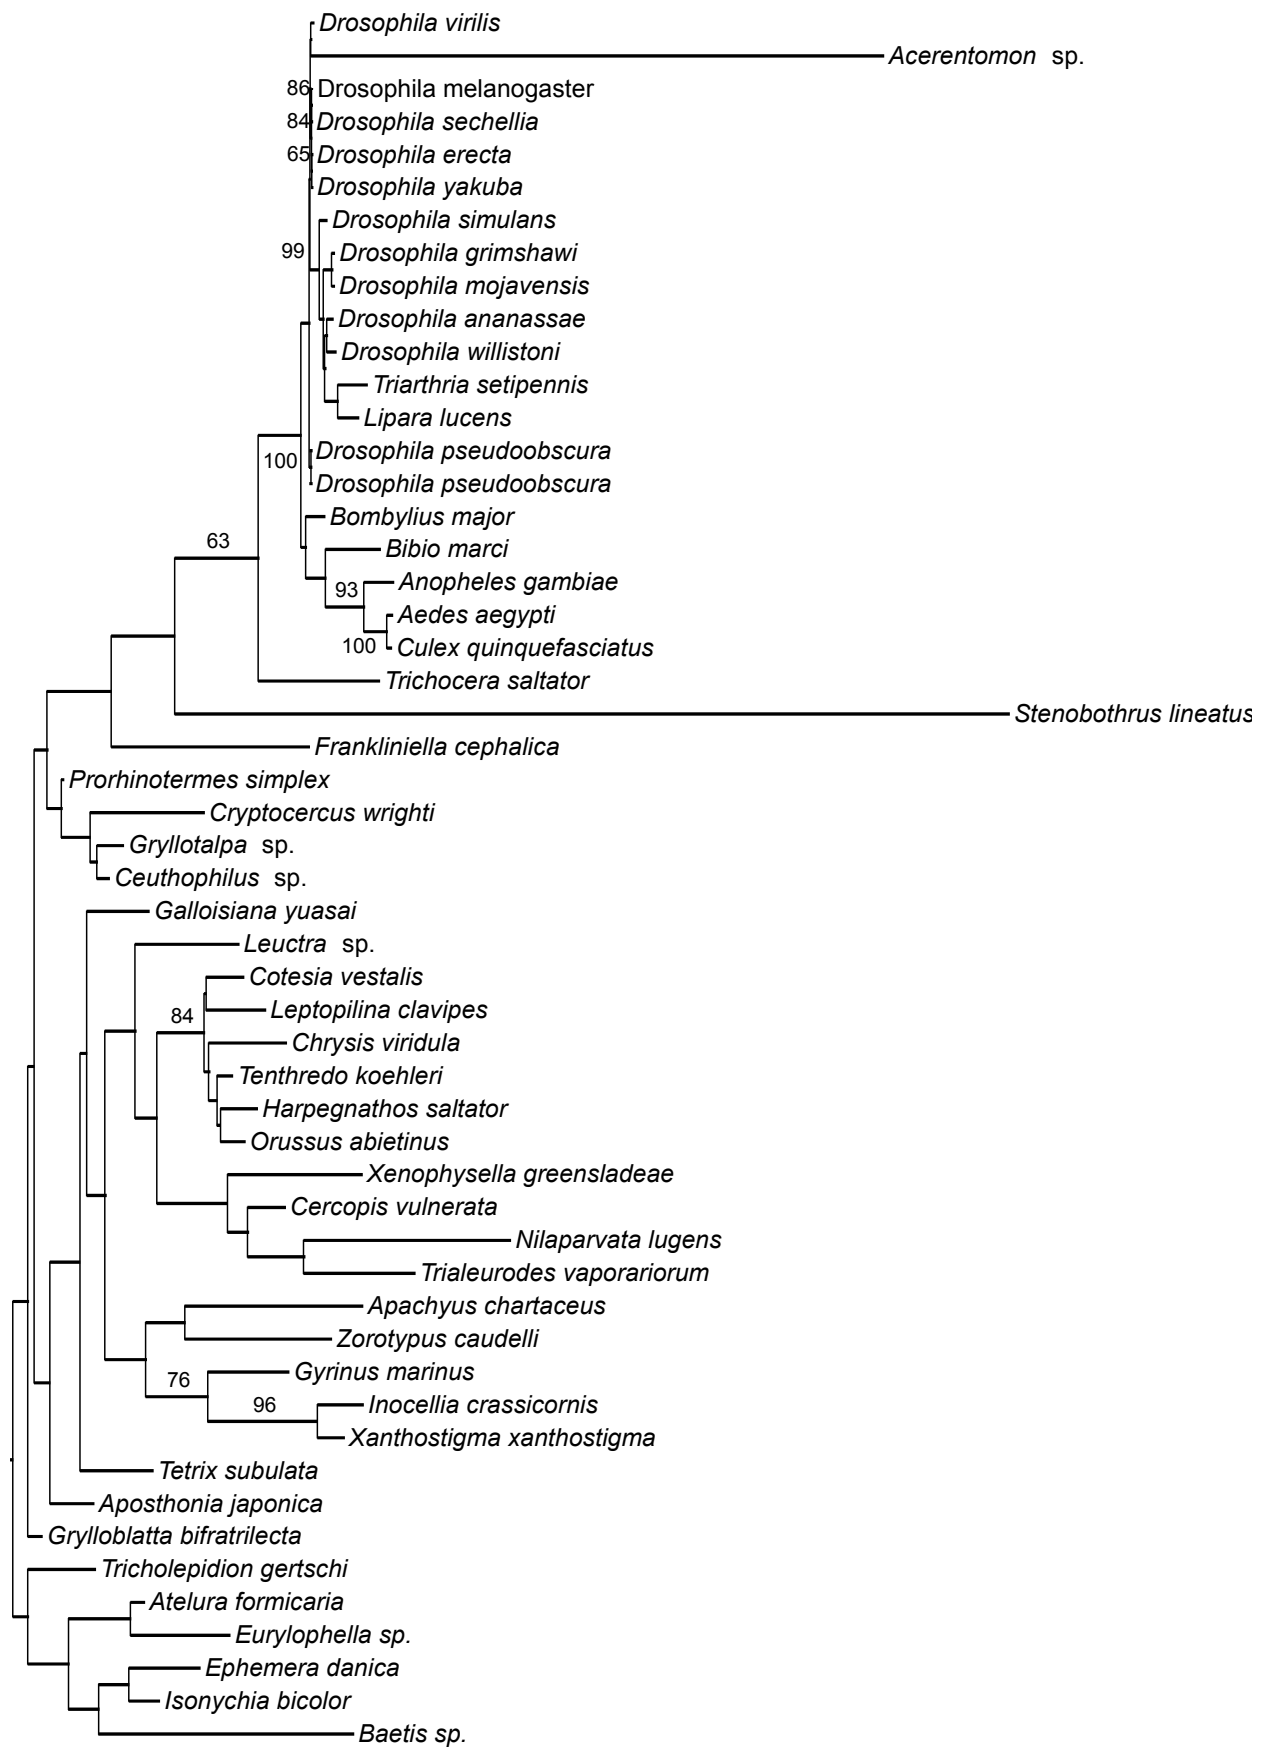 Drosophila virilis
Acerentomon sp.
86 Drosophila melanogaster
84 Drosophila sechellia
65 Drosophila erecta
Drosophila yakuba
Drosophila simulans
99 Drosophila grimshawi
Drosophila mojavensis
Drosophila ananassae
Drosophila willistoni
Triarthria setipennis
Lipara lucens
Drosophila pseudoobscura
100
Drosophila pseudoobscura
Bombylius major
63
Bibio marci
93 Anopheles gambiae
Aedes aegypti
100 Culex quinquefasciatus
Trichocera saltator
Stenobothrus lineatus
Frankliniella cephalica
Prorhinotermes simplex
Cryptocercus wrighti
Gryllotalpa sp.
Ceuthophilus sp.
Galloisiana yuasai
Leuctra sp.
Cotesia vestalis
84 Leptopilina clavipes
Chrysis viridula
Tenthredo koehleri
Harpegnathos saltator
Orussus abietinus
Xenophysella greensladeae
Cercopis vulnerata
Nilaparvata lugens
Trialeurodes vaporariorum
Apachyus chartaceus
Zorotypus caudelli
76 Gyrinus marinus
96 Inocellia crassicornis
Xanthostigma xanthostigma
Tetrix subulata
Aposthonia japonica
Grylloblatta bifratrilecta
Tricholepidion gertschi
Atelura formicaria
Eurylophella sp.
Ephemera danica
Isonychia bicolor
Baetis sp.